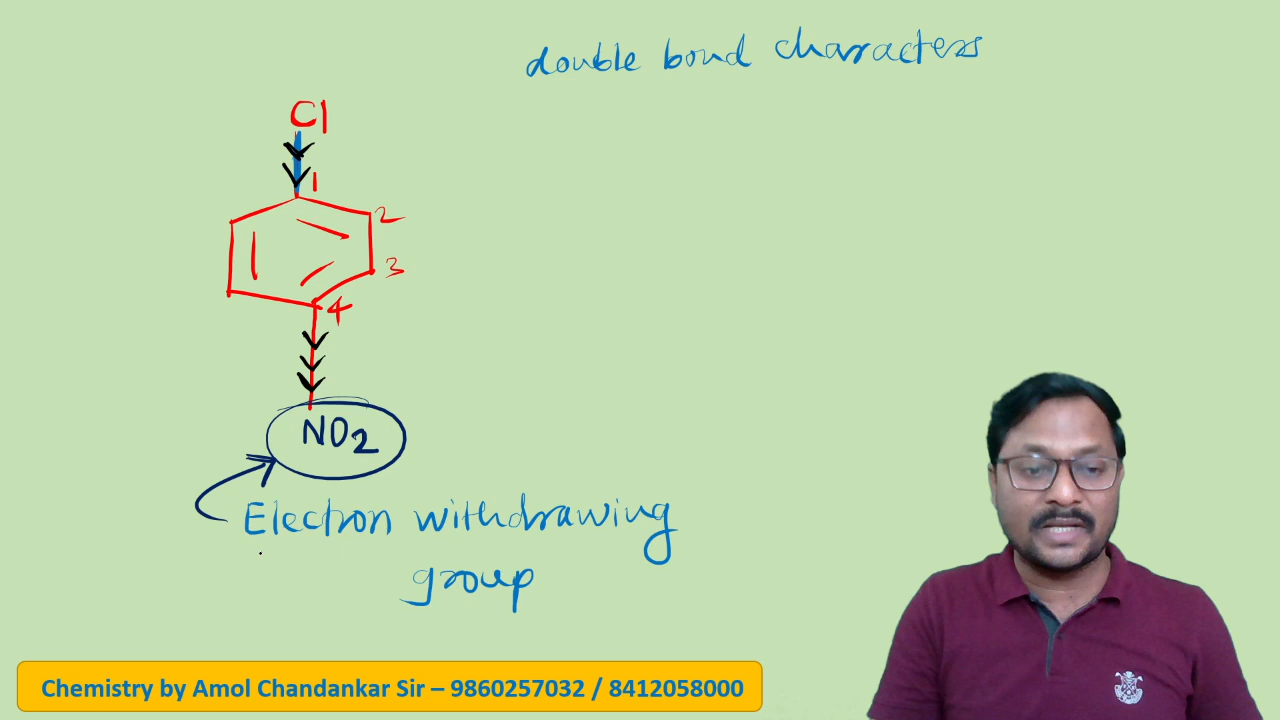 double bond characters
Cl
1
2
3
4
NO2
Electron withdrawing
group
Chemistry by Amol Chandankar Sir – 9860257032 / 8412058000